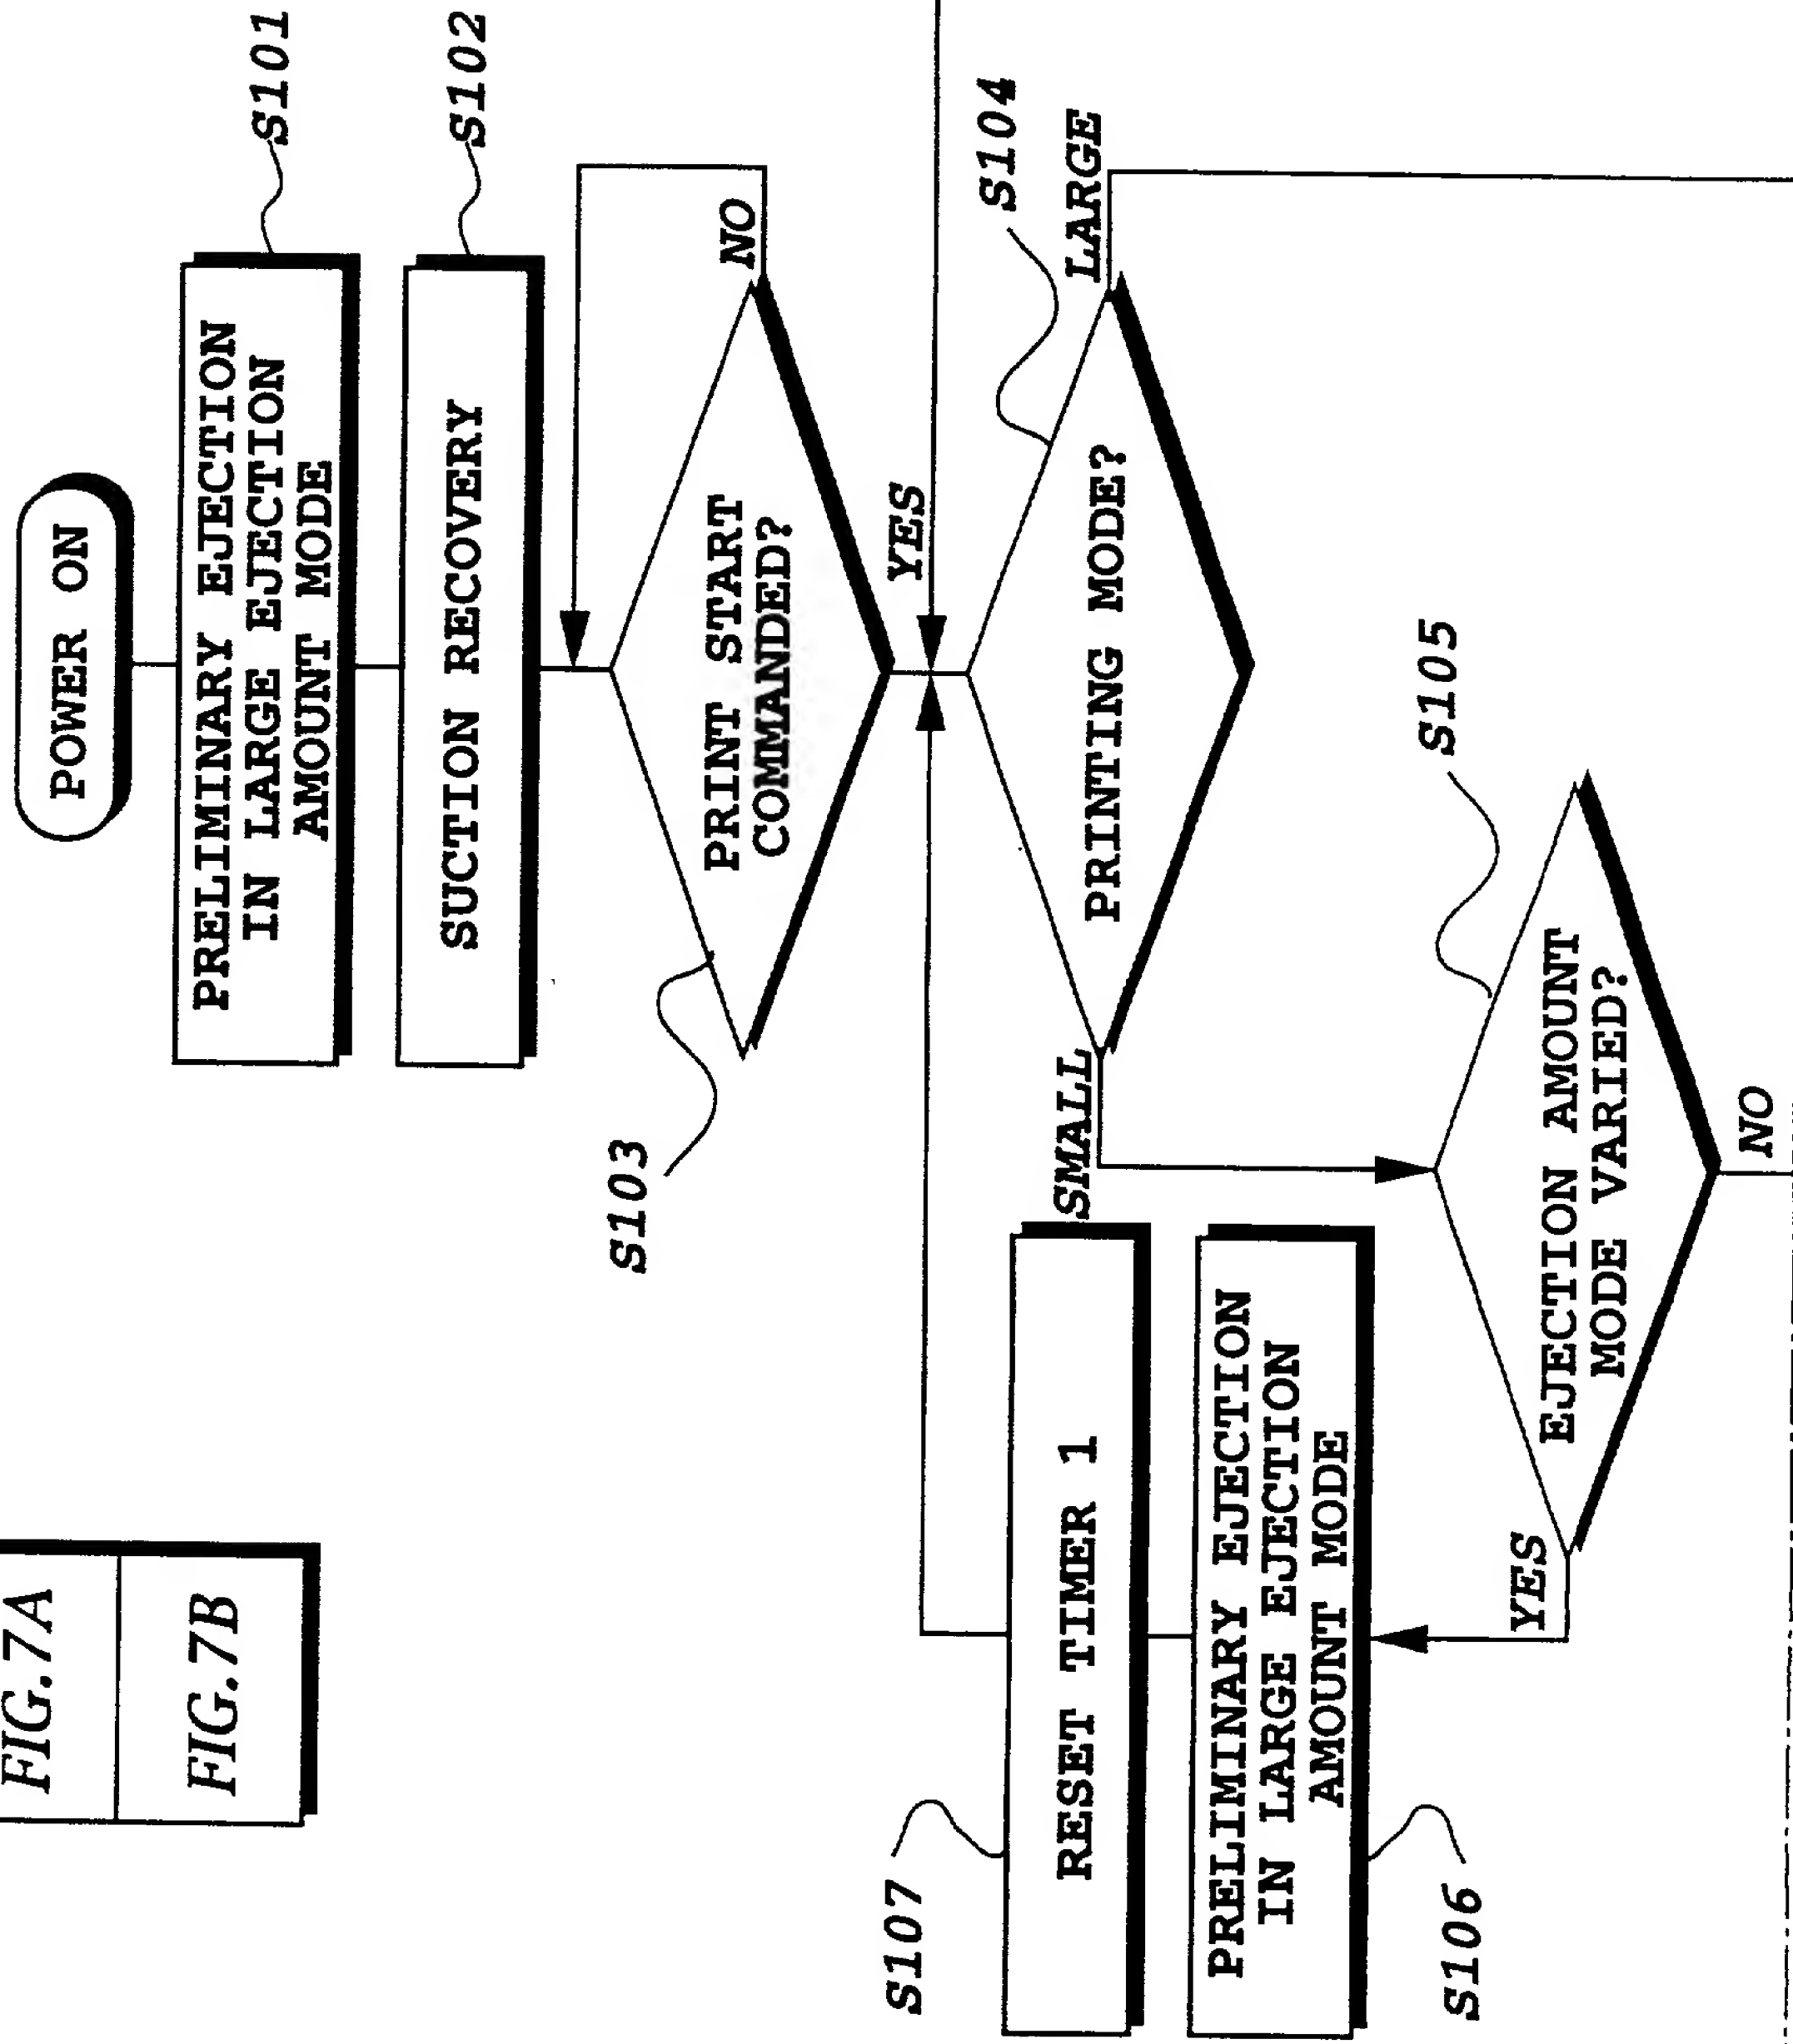 POWER ON
S101
PRELIMINARY EJECTION
IN LARGE EJECTION
AMOUNT MODE
S102
SUCTION RECOVERY
S103
PRINT START
COMMANDED?
NO
YES
S104
PRINTING MODE?
LARGE
SMALL
S105
EJECTION AMOUNT
MODE VARIED?
YES
NO
S106
PRELIMINARY EJECTION
IN LARGE EJECTION
AMOUNT MODE
S107
RESET TIMER 1
FIG.7A
FIG.7B